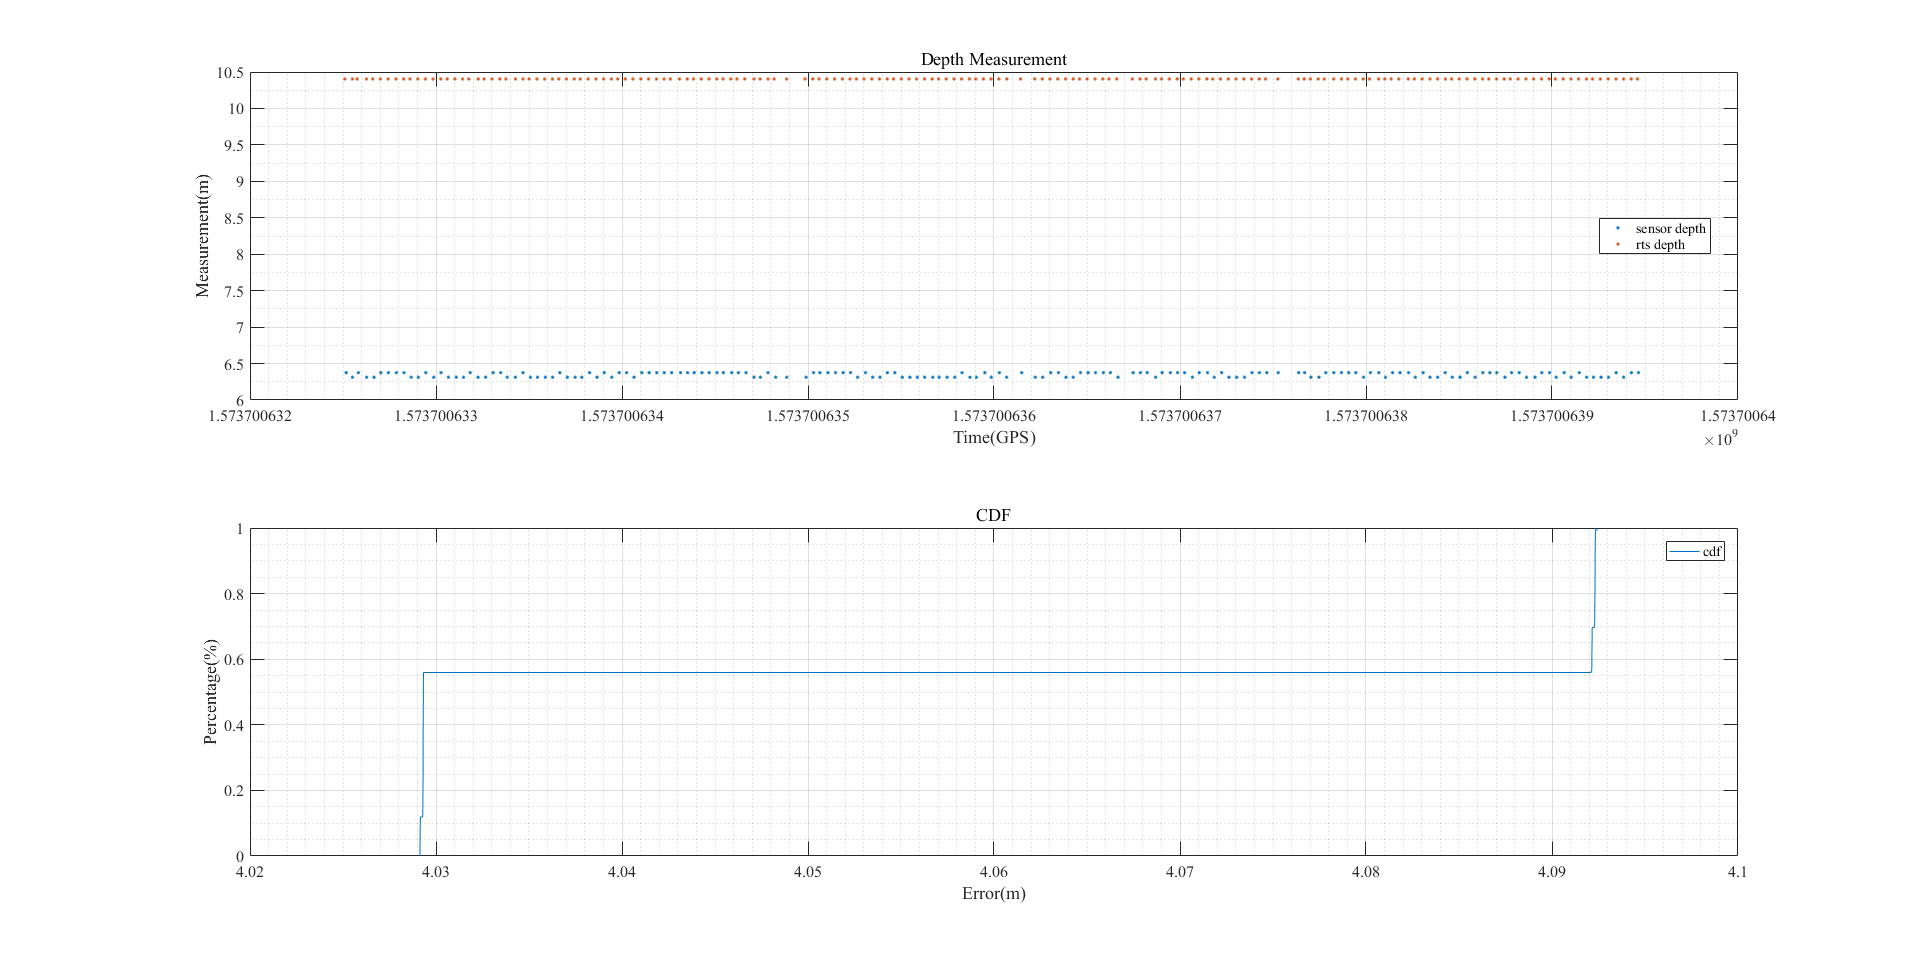 Depth Measurement
10.5
10
9.5
9
8.5
8
7.5
7
6.5
6
Measurement(m)
sensor depth
rts depth
1.573700632 1.573700633 1.573700634 1.573700635 1.573700636 1.573700637 1.573700638 1.573700639 1.57370064
×10⁹
Time(GPS)
CDF
1
0.8
0.6
0.4
0.2
0
Percentage(%)
cdf
4.02 4.03 4.04 4.05 4.06 4.07 4.08 4.09 4.1
Error(m)